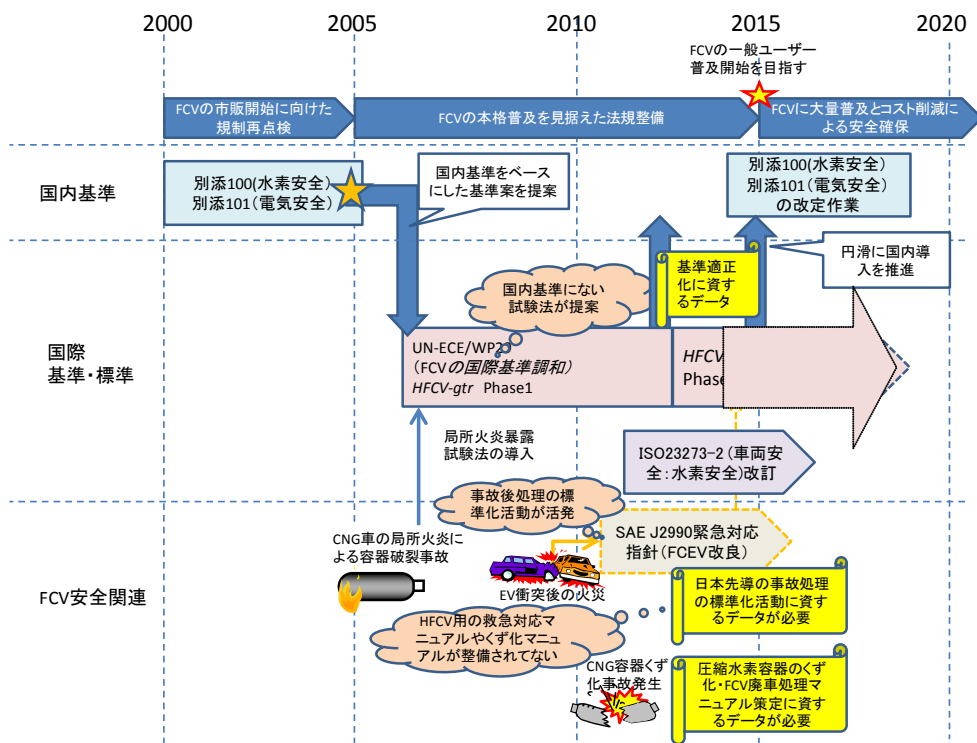 2000
2005
2010
2015
2020
FCVの一般ユーザー
普及開始を目指す
FCVの市販開始に向けた
規制再点検
FCVの本格普及を見据えた法規整備
FCVに大量普及とコスト削減に
よる安全確保
国内基準
別添100(水素安全)
別添101(電気安全)
国内基準をベース
にした基準案を提案
別添100(水素安全)
別添101(電気安全)
の改定作業
円滑に国内導
入を推進
基準適正
化に資す
るデータ
国内基準にない
試験法が提案
国際
基準・標準
UN-ECE/WP2
(FCVの国際基準調和)
HFCV-gtr Phase1
HFCV
Phase
局所火炎暴露
試験法の導入
ISO23273-2(車両安
全:水素安全)改訂
事故後処理の標
準化活動が活発
SAE J2990緊急対応
指針(FCEV改良)
CNG車の局所火炎に
よる容器破裂事故
EV衝突後の火災
FCV安全関連
日本先導の事故処理
の標準化活動に資す
るデータが必要
HFCV用の救急対応マ
ニュアルやくず化マニュ
アルが整備されてない
CNG容器くず
化事故発生
圧縮水素容器のくず
化・FCV廃車処理マ
ニュアル策定に資す
るデータが必要